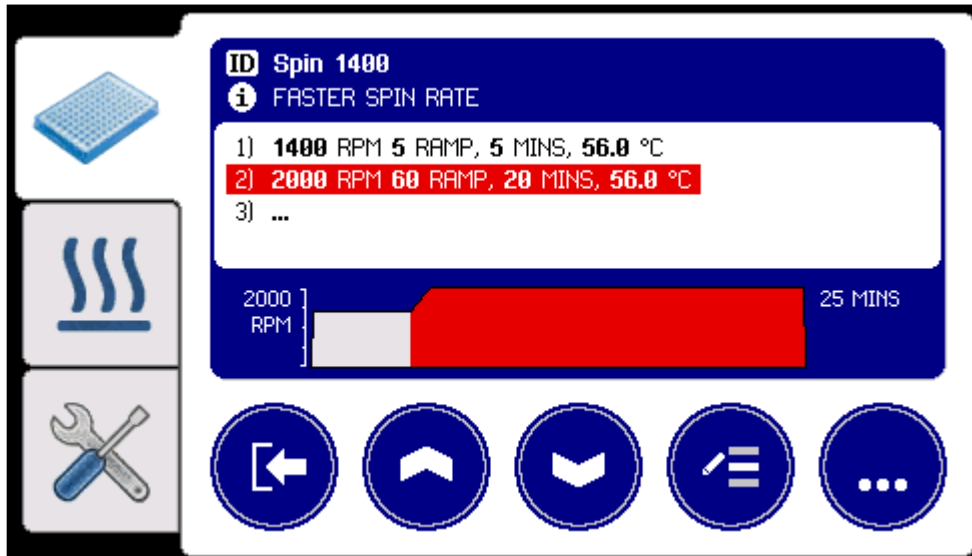 ID Spin 1400
i FASTER SPIN RATE
1) 1400 RPM 5 RAMP, 5 MINS, 56.0 °C
2) 2000 RPM 60 RAMP, 20 MINS, 56.0 °C
3) ...
2000
RPM
25 MINS